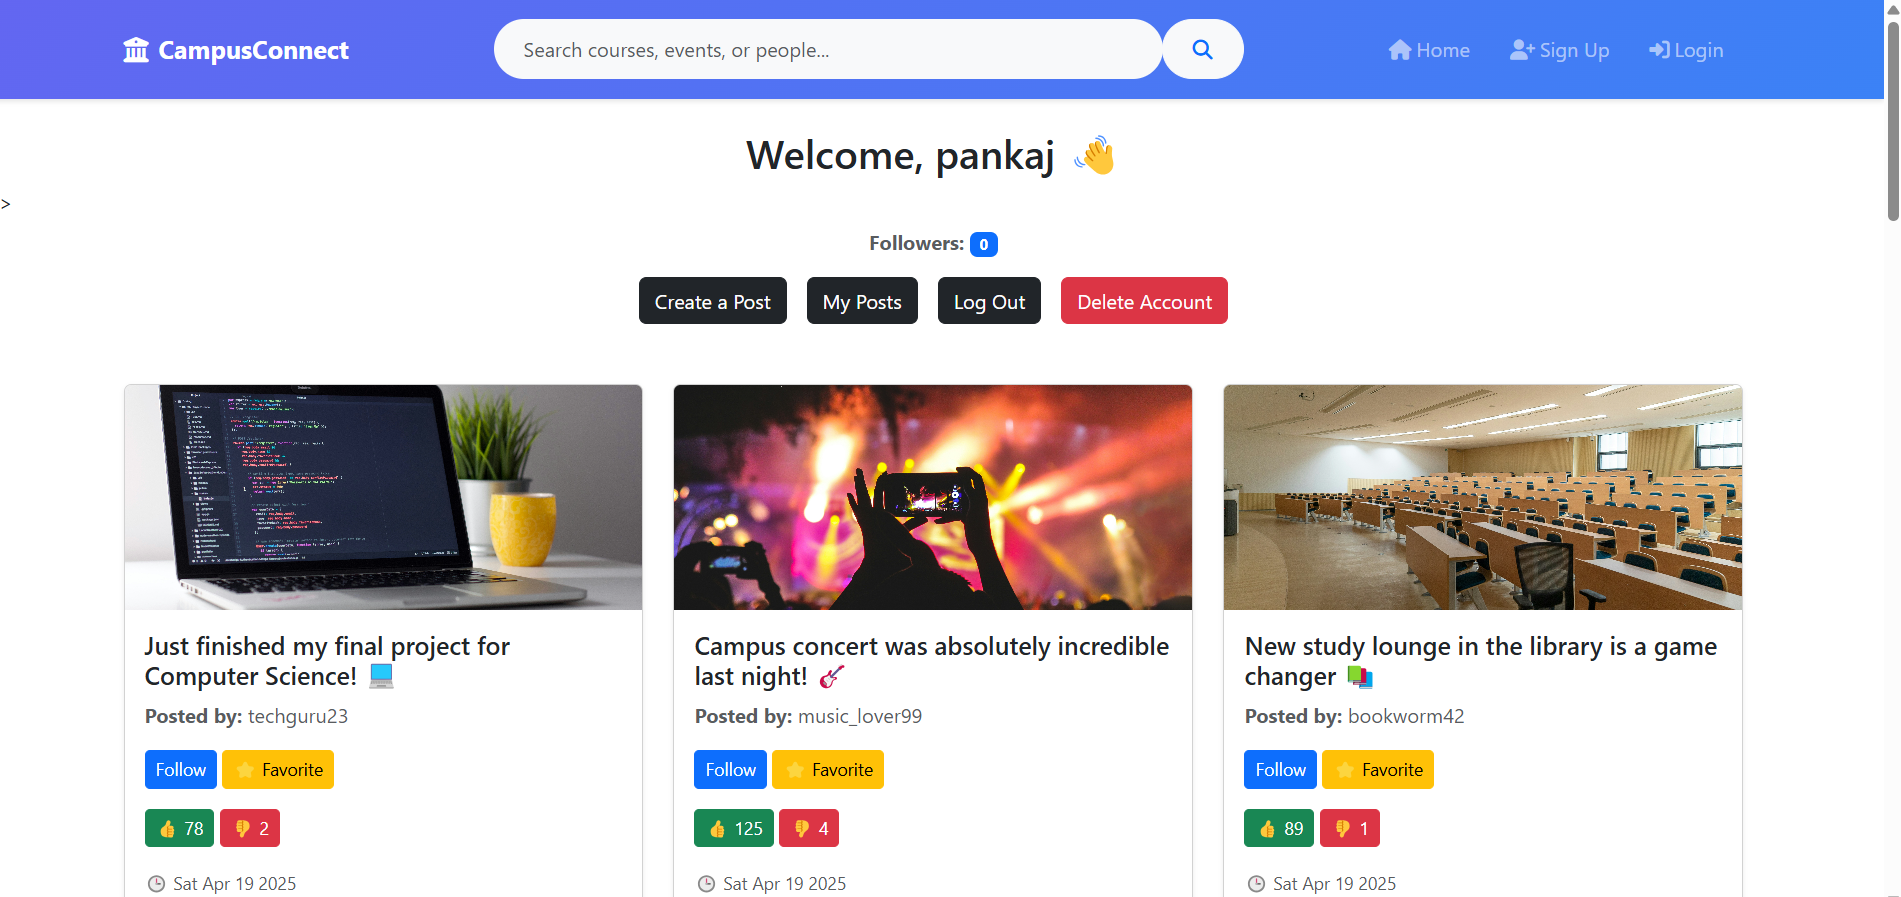 CampusConnect
Search courses, events, or people...
Home
Sign Up
Login
Welcome, pankaj 👋
>
Followers: 0
Create a Post
My Posts
Log Out
Delete Account
Just finished my final project for
Computer Science! 💻
Posted by: techguru23
Follow
⭐ Favorite
👍 78
👎 2
🕒 Sat Apr 19 2025
Campus concert was absolutely incredible
last night! 🎸
Posted by: music_lover99
Follow
⭐ Favorite
👍 125
👎 4
🕒 Sat Apr 19 2025
New study lounge in the library is a game
changer 📚
Posted by: bookworm42
Follow
⭐ Favorite
👍 89
👎 1
🕒 Sat Apr 19 2025